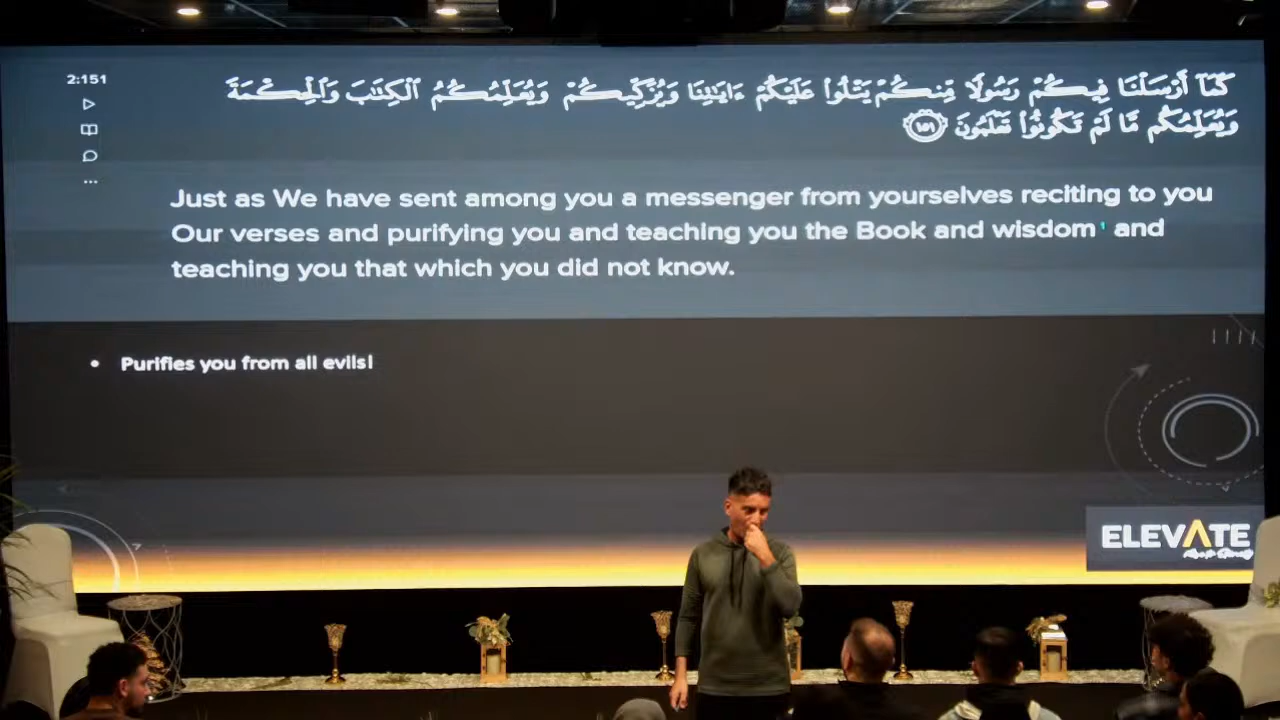 2:151
كَمَآ أَرْسَلْنَا فِيكُمْ رَسُولًا مِّنكُمْ يَتْلُوا۟ عَلَيْكُمْ ءَايَـٰتِنَا وَيُزَكِّيكُمْ وَيُعَلِّمُكُمُ ٱلْكِتَـٰبَ وَٱلْحِكْمَةَ
وَيُعَلِّمُكُم مَّا لَمْ تَكُونُوا۟ تَعْلَمُونَ ١٥١
Just as We have sent among you a messenger from yourselves reciting to you
Our verses and purifying you and teaching you the Book and wisdom ¹ and
teaching you that which you did not know.
• Purifies you from all evils!
ELEVATE